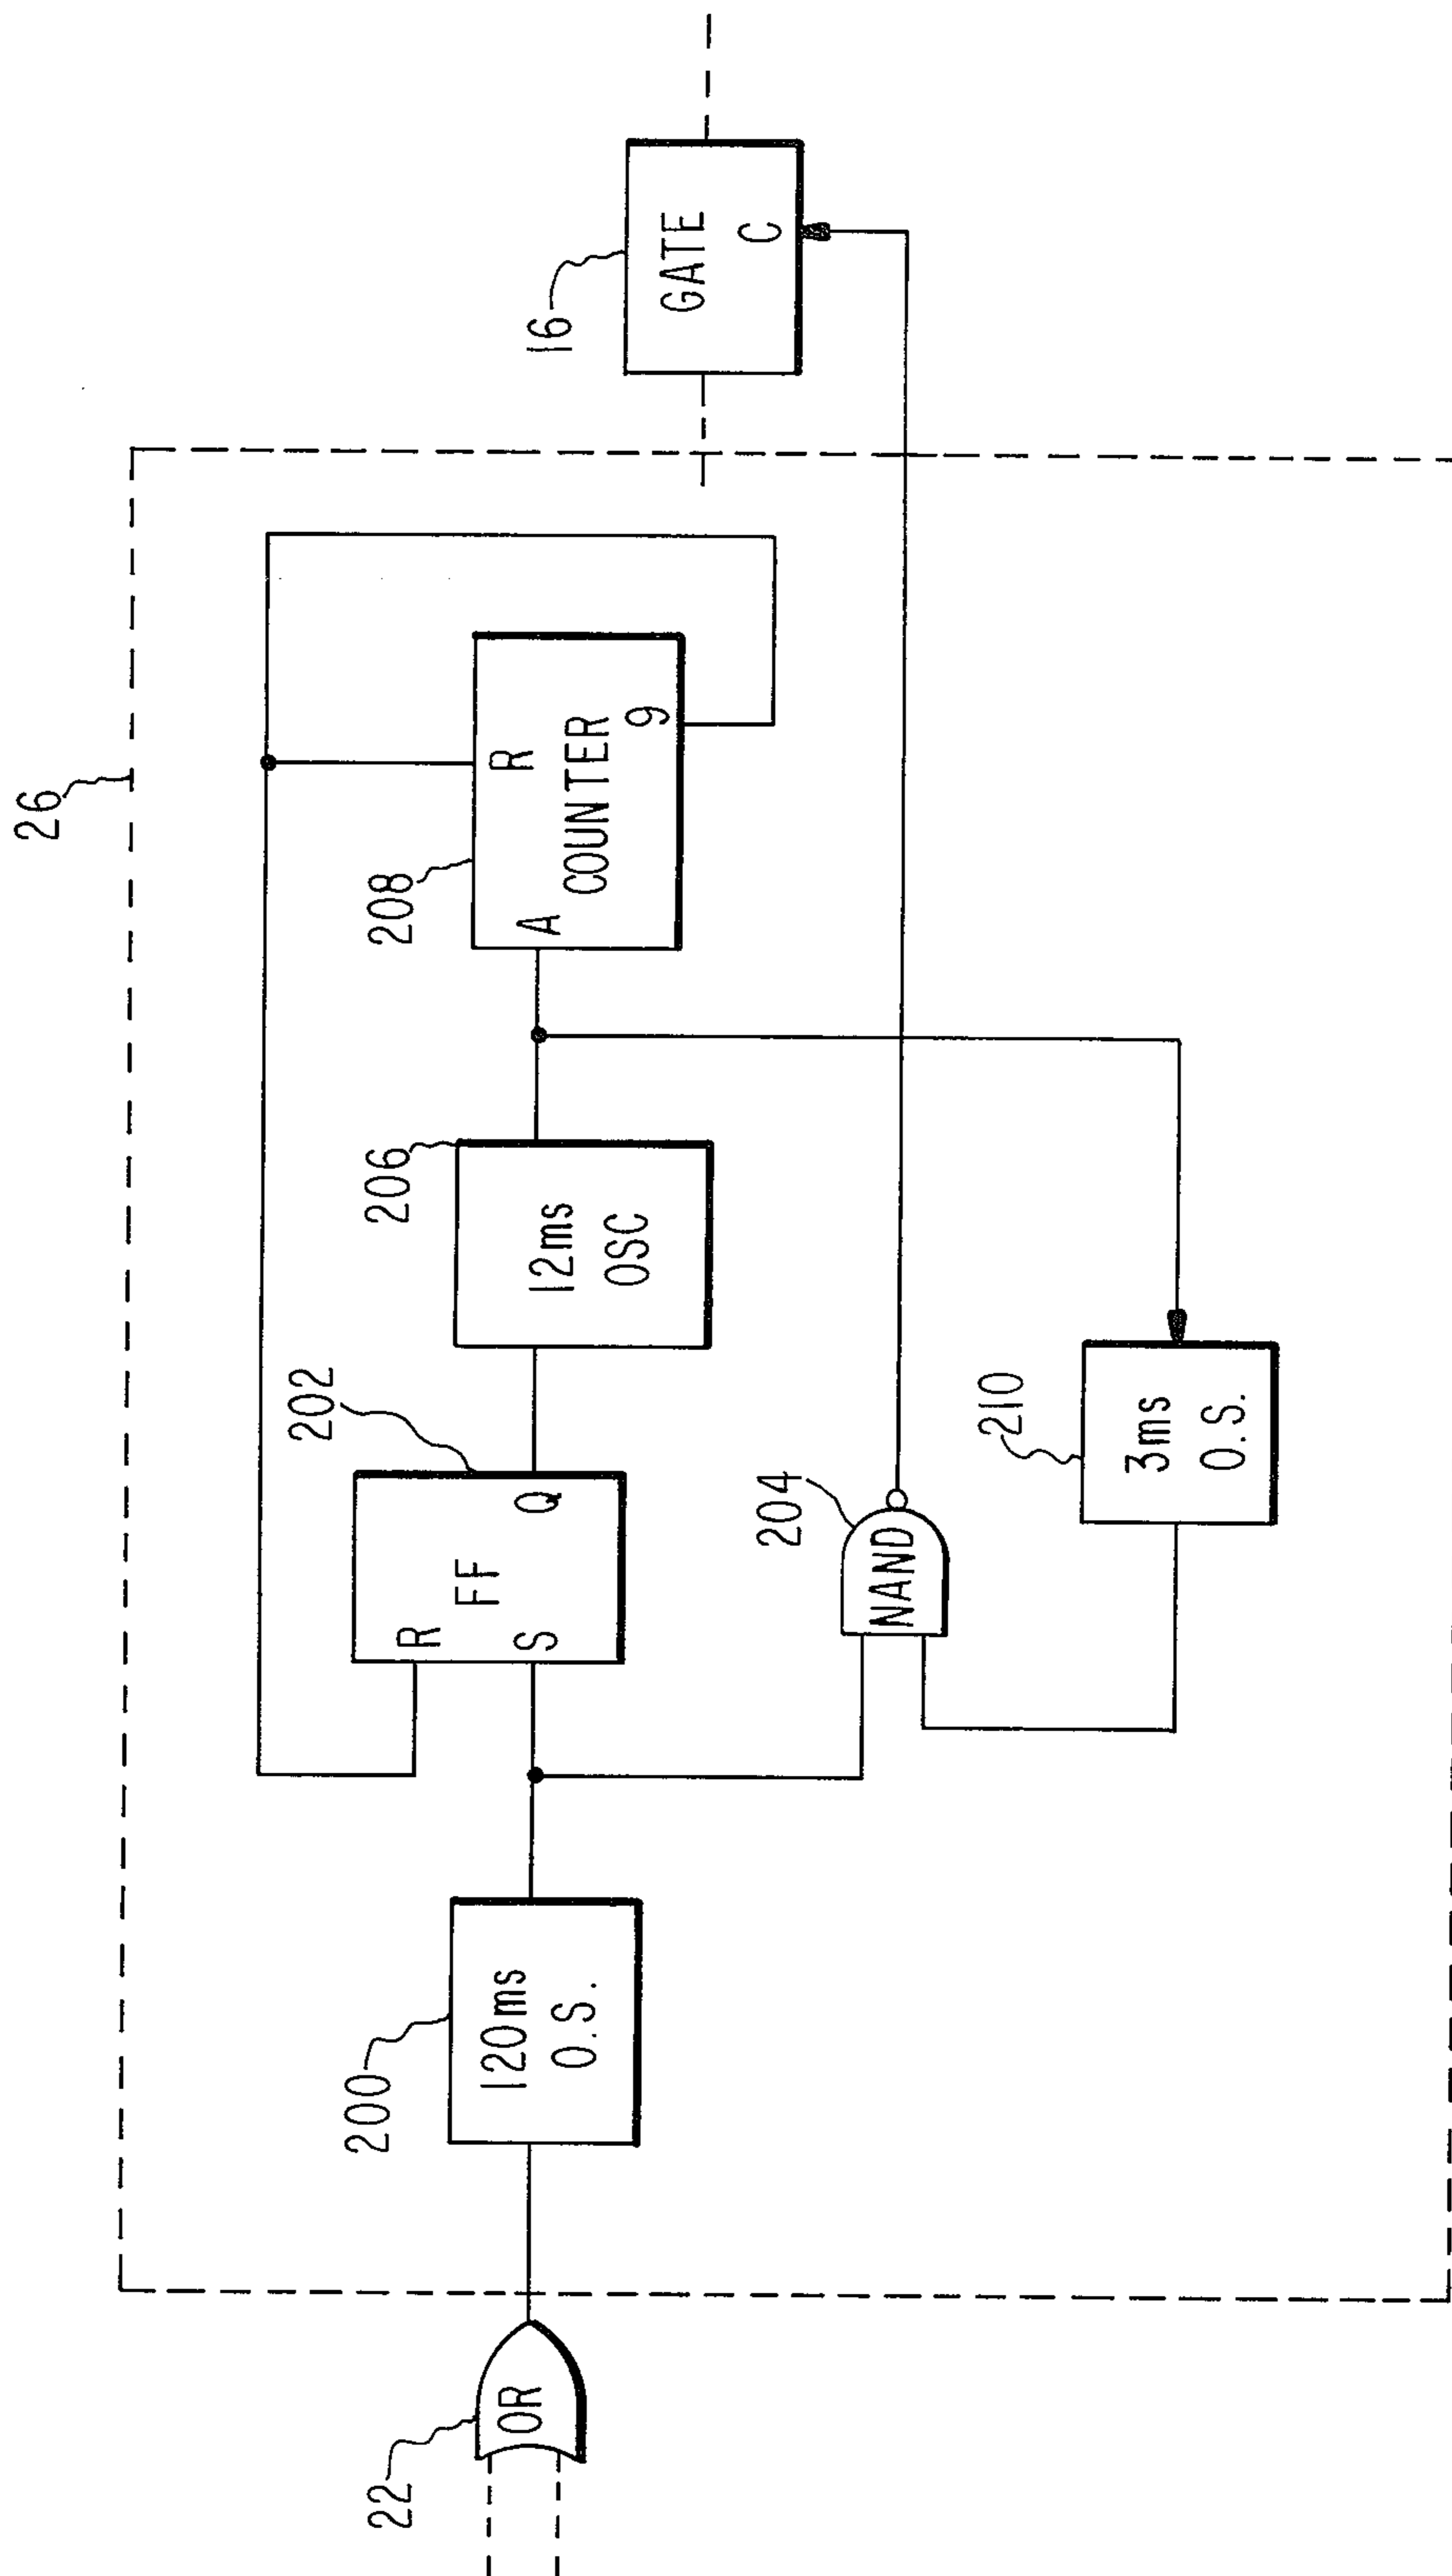 26
22
OR
200
120ms
O.S.
202
R
FF
S
Q
206
12ms
OSC
208
A
R
COUNTER
9
204
NAND
210
3ms
O.S.
16
GATE
C